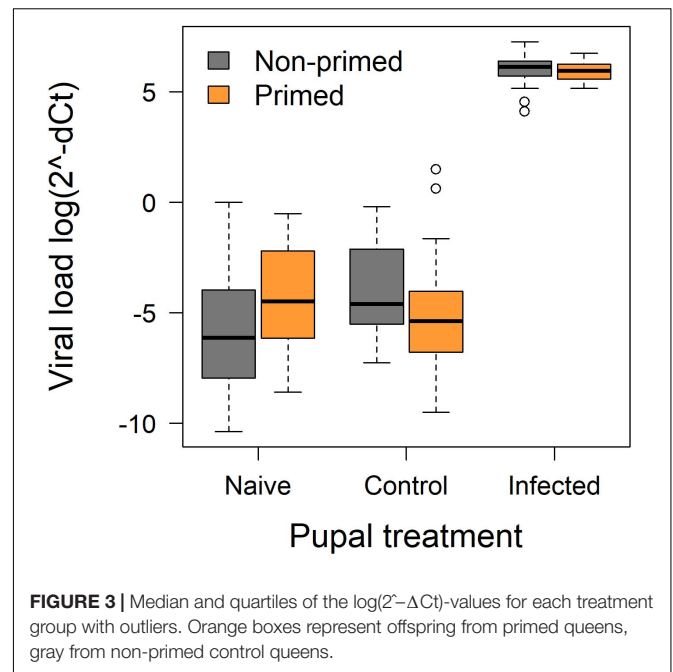 Non-primed
Primed
Viral load log(2^-dCt)
5
0
-5
-10
Naive Control Infected
Pupal treatment
FIGURE 3 | Median and quartiles of the log(2^−ΔCt)-values for each treatment
group with outliers. Orange boxes represent offspring from primed queens,
gray from non-primed control queens.